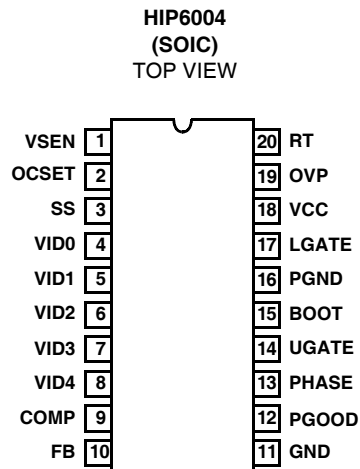 HIP6004
(SOIC)
TOP VIEW
VSEN 1 20 RT
OCSET 2 19 OVP
SS 3 18 VCC
VID0 4 17 LGATE
VID1 5 16 PGND
VID2 6 15 BOOT
VID3 7 14 UGATE
VID4 8 13 PHASE
COMP 9 12 PGOOD
FB 10 11 GND